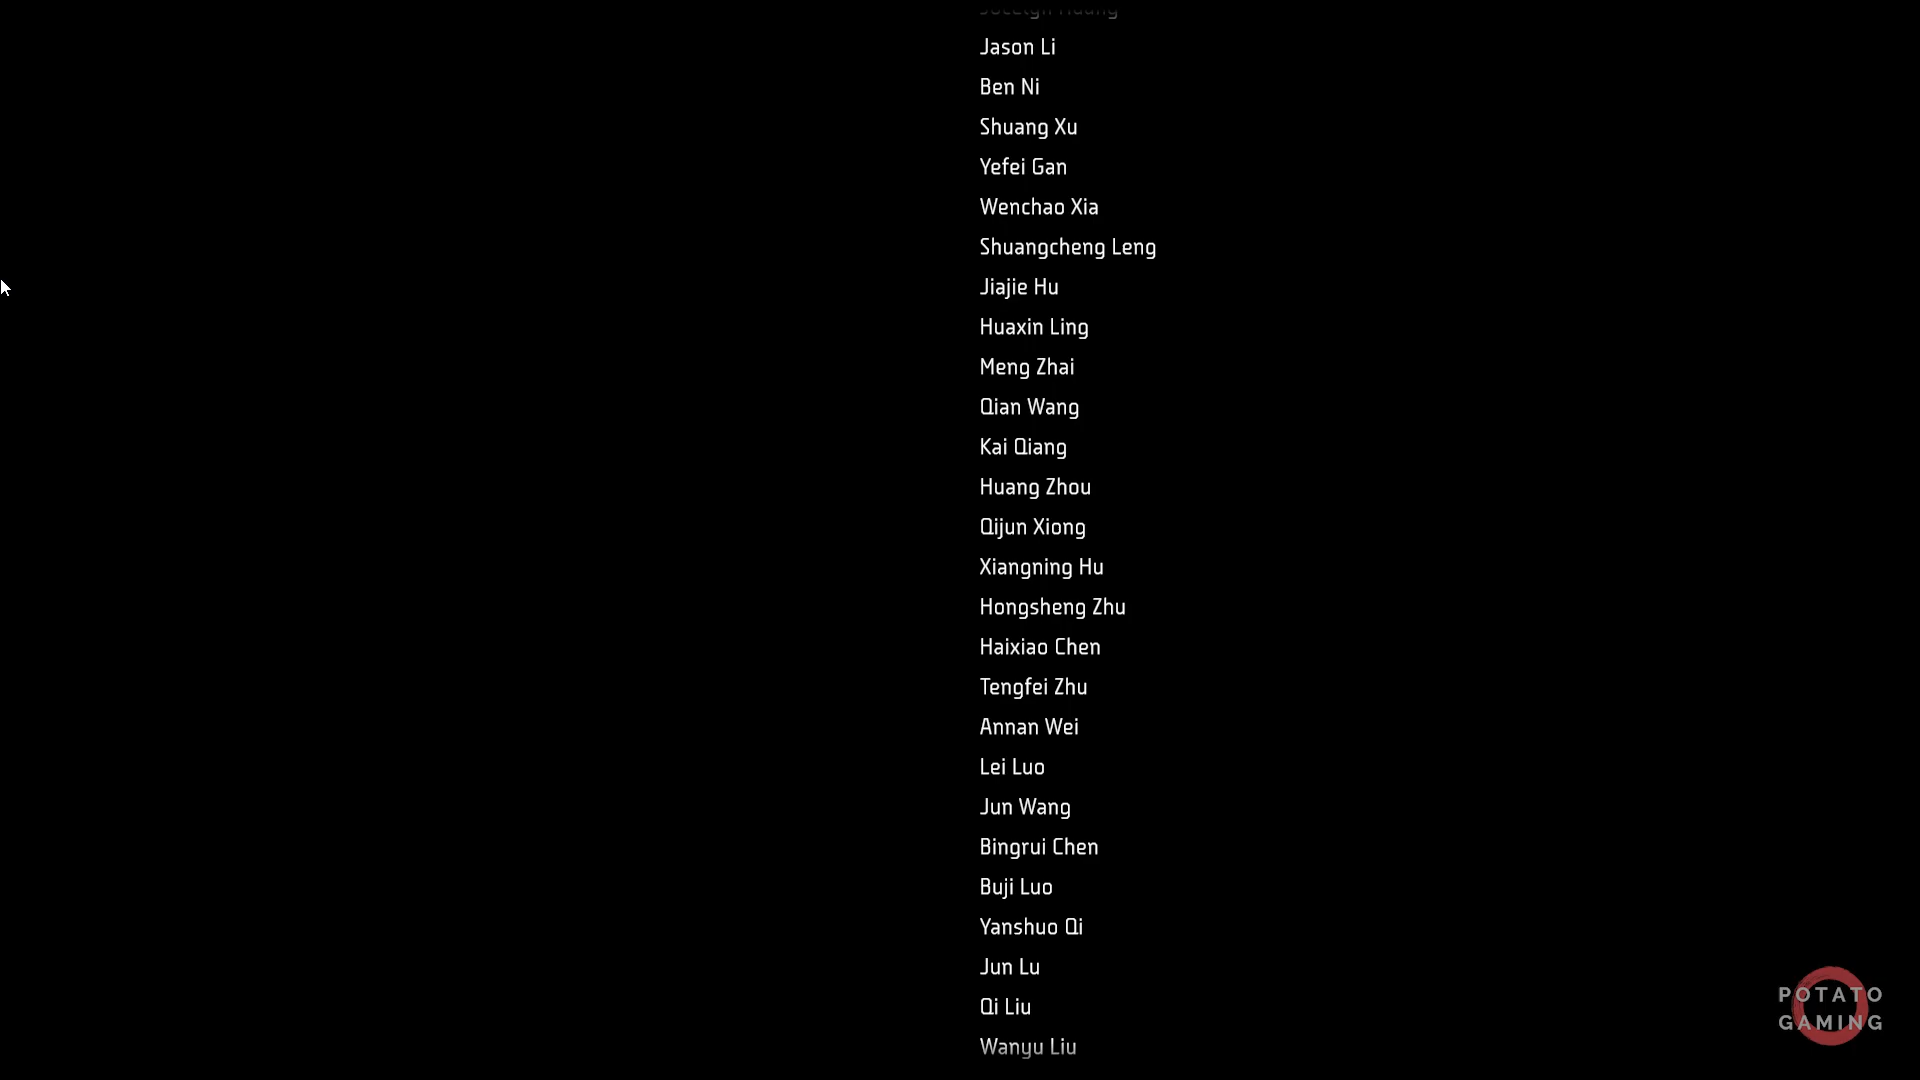 Jason Li
Ben Ni
Shuang Xu
Yefei Gan
Wenchao Xia
Shuangcheng Leng
Jiajie Hu
Huaxin Ling
Meng Zhai
Qian Wang
Kai Qiang
Huang Zhou
Qijun Xiong
Xiangning Hu
Hongsheng Zhu
Haixiao Chen
Tengfei Zhu
Annan Wei
Lei Luo
Jun Wang
Bingrui Chen
Buji Luo
Yanshuo Qi
Jun Lu
Qi Liu
Wanyu Liu
POTATO
GAMING